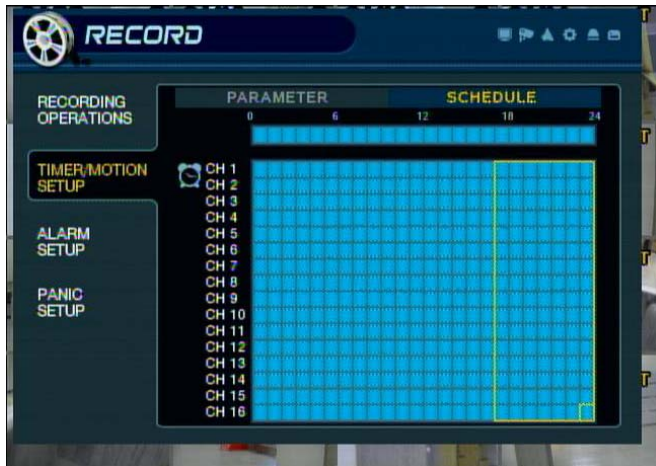 RECORD
RECORDING
OPERATIONS
TIMER/MOTION
SETUP
ALARM
SETUP
PANIC
SETUP
PARAMETER
SCHEDULE
0 6 12 18 24
CH 1
CH 2
CH 3
CH 4
CH 5
CH 6
CH 7
CH 8
CH 9
CH 10
CH 11
CH 12
CH 13
CH 14
CH 15
CH 16
T
T
T
T